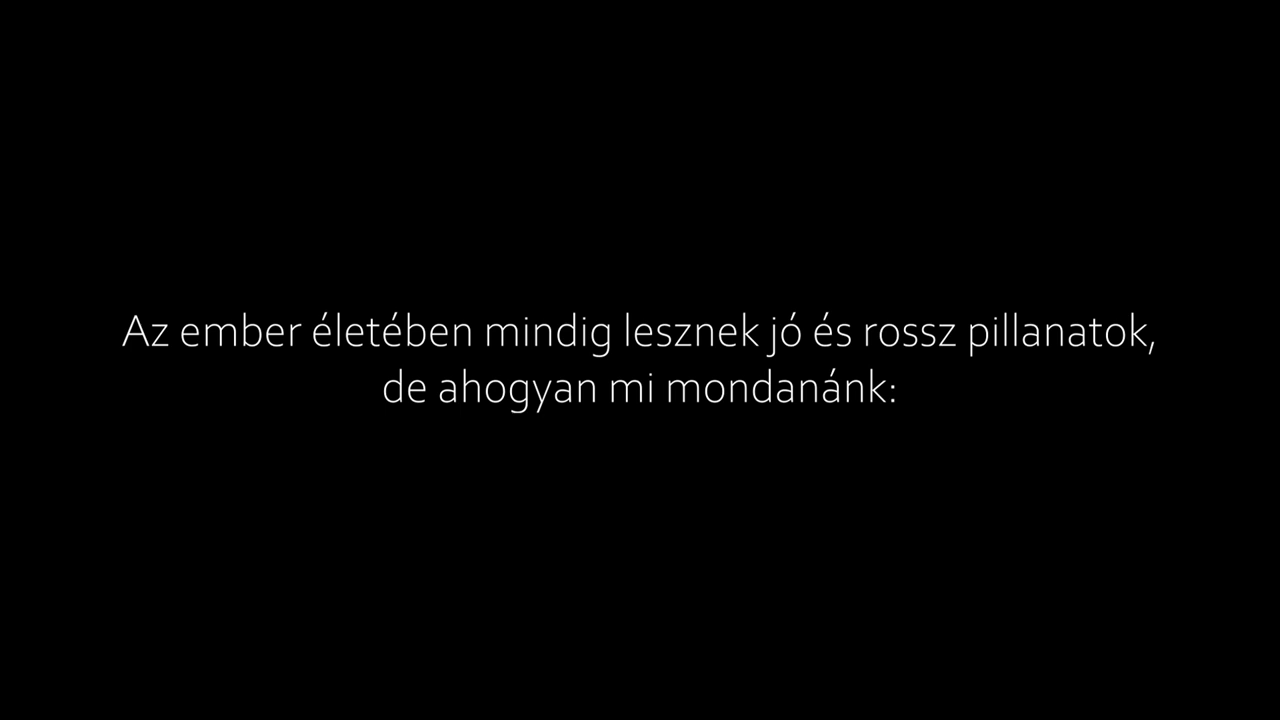 Az ember életében mindig lesznek jó és rossz pillanatok,
de ahogyan mi mondanánk: